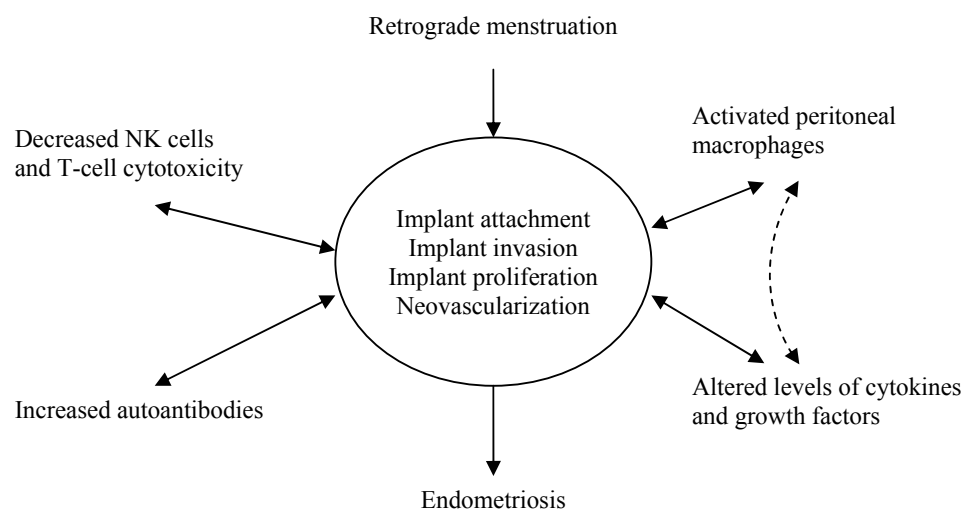 Retrograde menstruation
Decreased NK cells
and T-cell cytotoxicity
Activated peritoneal
macrophages
Implant attachment
Implant invasion
Implant proliferation
Neovascularization
Increased autoantibodies
Altered levels of cytokines
and growth factors
Endometriosis